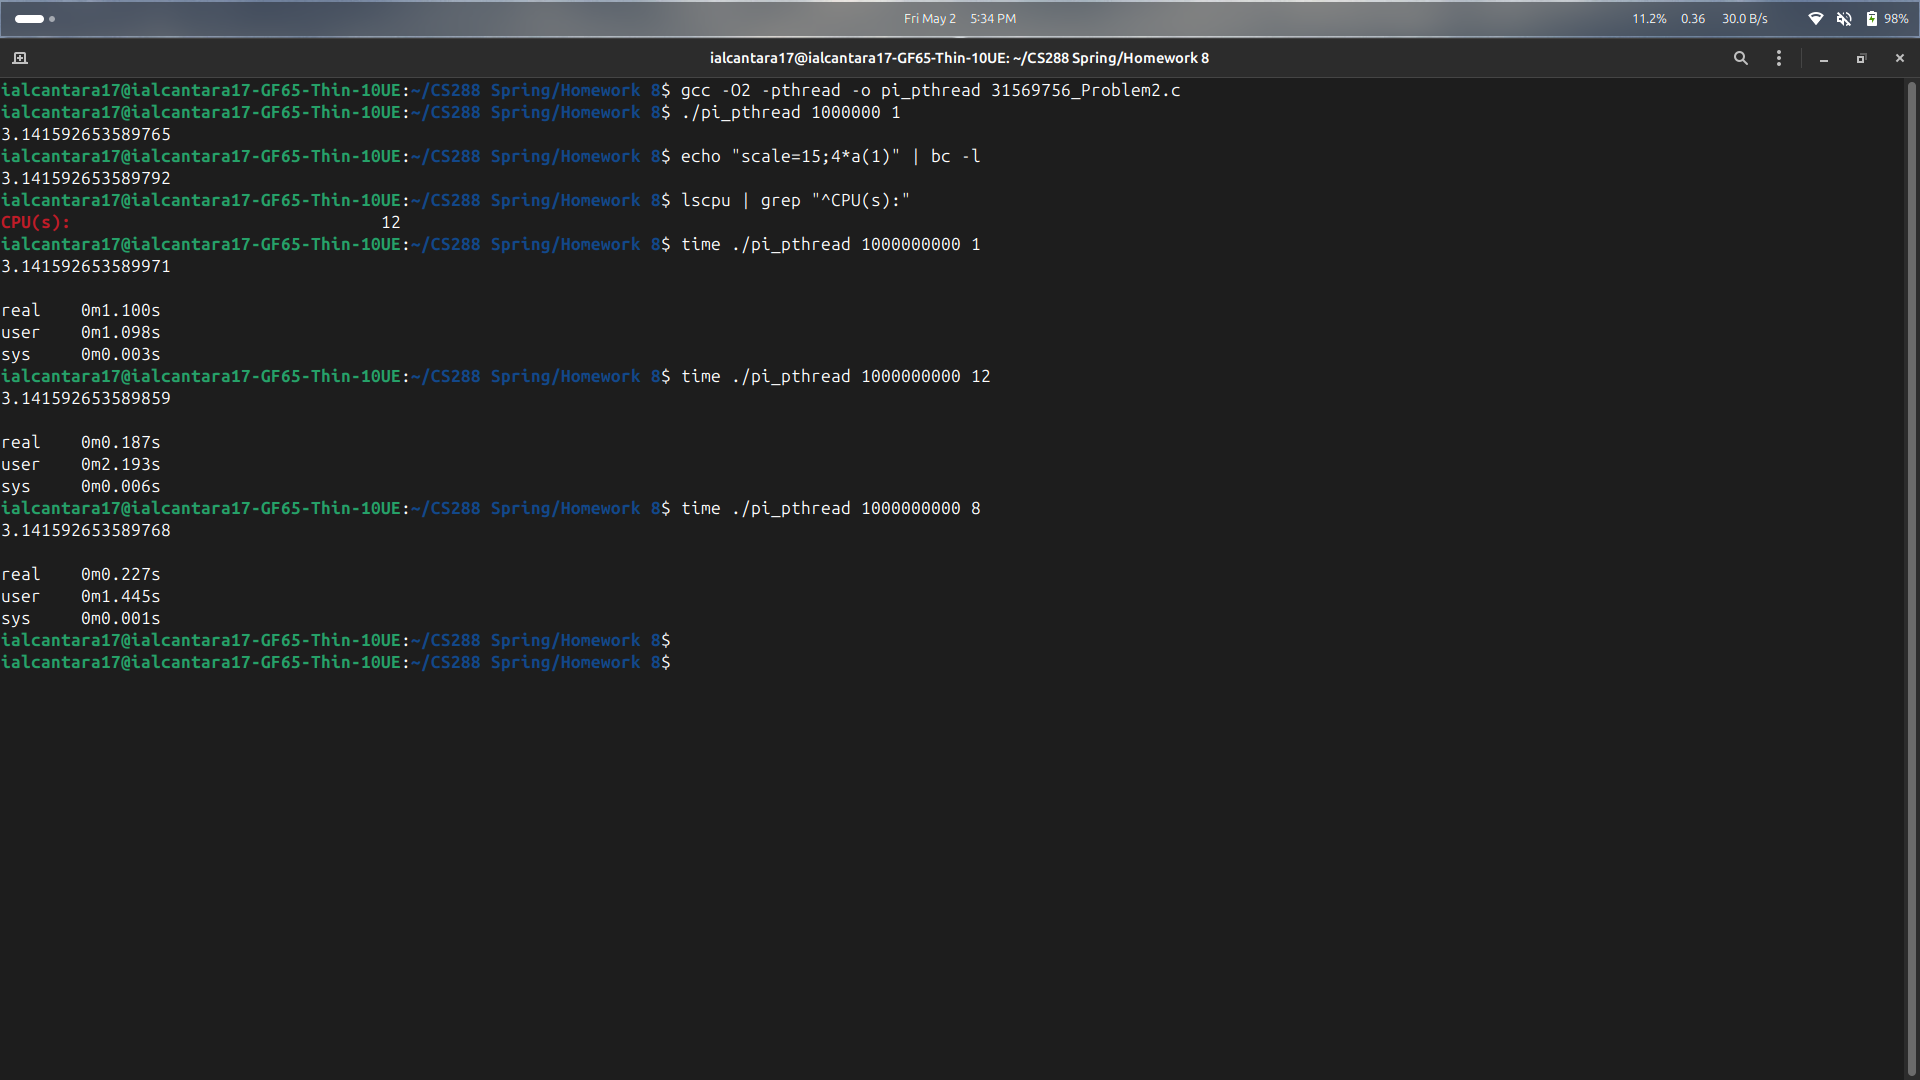 Fri May 2 5:34 PM
11.2% 0.36 30.0 B/s 98%
ialcantara17@ialcantara17-GF65-Thin-10UE: ~/CS288 Spring/Homework 8
ialcantara17@ialcantara17-GF65-Thin-10UE:~/CS288 Spring/Homework 8$ gcc -O2 -pthread -o pi_pthread 31569756_Problem2.c
ialcantara17@ialcantara17-GF65-Thin-10UE:~/CS288 Spring/Homework 8$ ./pi_pthread 1000000 1
3.141592653589765
ialcantara17@ialcantara17-GF65-Thin-10UE:~/CS288 Spring/Homework 8$ echo "scale=15;4*a(1)" | bc -l
3.141592653589792
ialcantara17@ialcantara17-GF65-Thin-10UE:~/CS288 Spring/Homework 8$ lscpu | grep "^CPU(s):"
CPU(s): 12
ialcantara17@ialcantara17-GF65-Thin-10UE:~/CS288 Spring/Homework 8$ time ./pi_pthread 1000000000 1
3.141592653589971
real 0m1.100s
user 0m1.098s
sys 0m0.003s
ialcantara17@ialcantara17-GF65-Thin-10UE:~/CS288 Spring/Homework 8$ time ./pi_pthread 1000000000 12
3.141592653589859
real 0m0.187s
user 0m2.193s
sys 0m0.006s
ialcantara17@ialcantara17-GF65-Thin-10UE:~/CS288 Spring/Homework 8$ time ./pi_pthread 1000000000 8
3.141592653589768
real 0m0.227s
user 0m1.445s
sys 0m0.001s
ialcantara17@ialcantara17-GF65-Thin-10UE:~/CS288 Spring/Homework 8$
ialcantara17@ialcantara17-GF65-Thin-10UE:~/CS288 Spring/Homework 8$